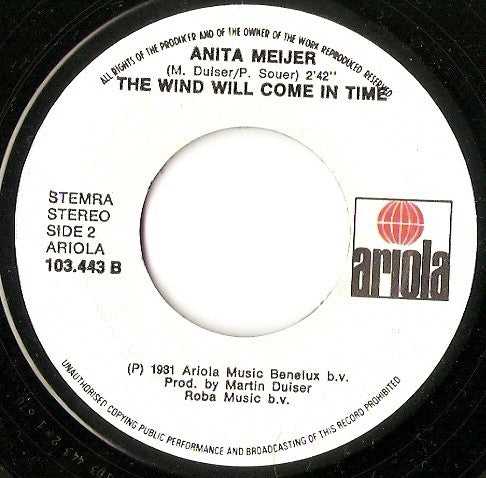 ALL RIGHTS OF THE PRODUCER AND OF THE OWNER OF THE WORK REPRODUCED RESERVED
ANITA MEIJER
(M. Duiser/P. Souer) 2'42"
THE WIND WILL COME IN TIME
STEMRA
STEREO
SIDE 2
ARIOLA
103.443 B
ariola
(P) 1981 Ariola Music Benelux b.v.
Prod. by Martin Duiser
Roba Music b.v.
UNAUTHORISED COPYING PUBLIC PERFORMANCE AND BROADCASTING OF THIS RECORD PROHIBITED